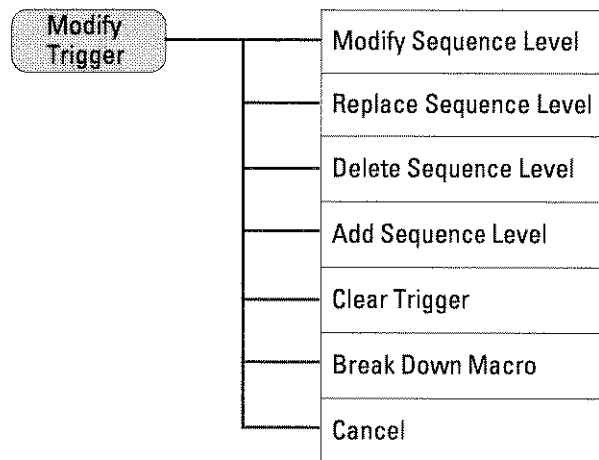 Modify
Trigger
Modify Sequence Level
Replace Sequence Level
Delete Sequence Level
Add Sequence Level
Clear Trigger
Break Down Macro
Cancel